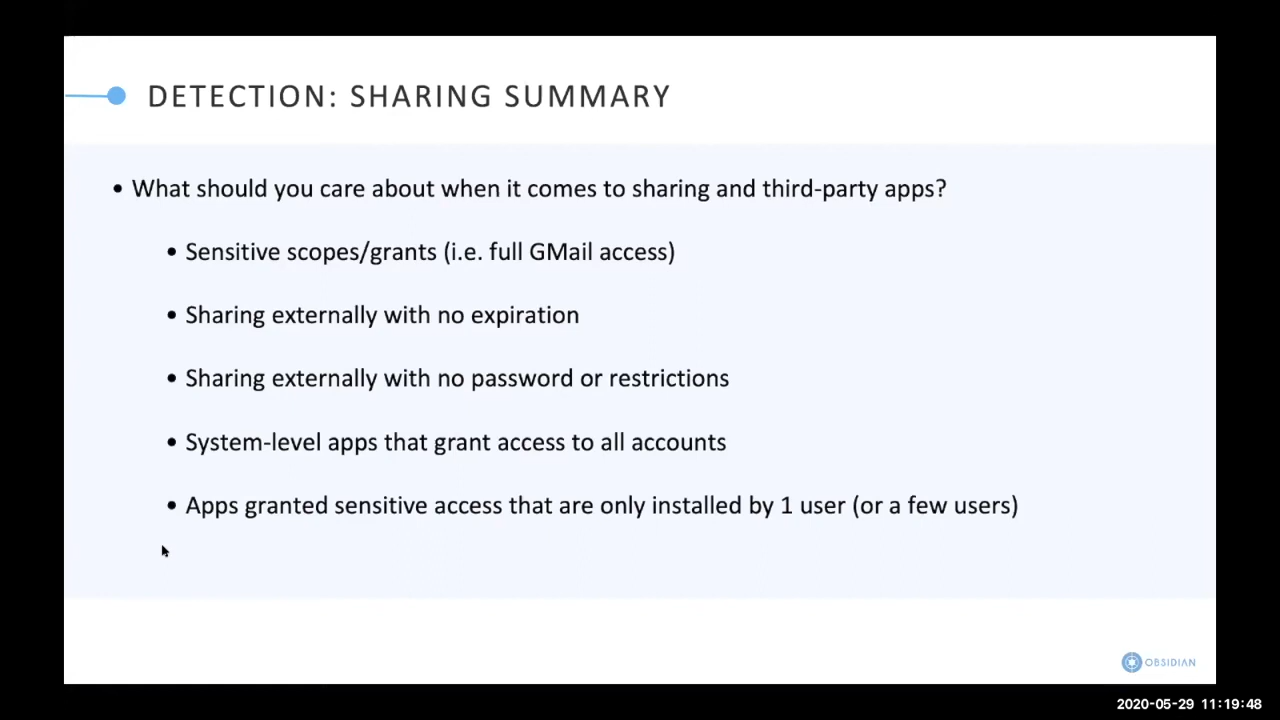 DETECTION: SHARING SUMMARY
• What should you care about when it comes to sharing and third-party apps?
• Sensitive scopes/grants (i.e. full GMail access)
• Sharing externally with no expiration
• Sharing externally with no password or restrictions
• System-level apps that grant access to all accounts
• Apps granted sensitive access that are only installed by 1 user (or a few users)
OBSIDIAN
2020-05-29 11:19:48